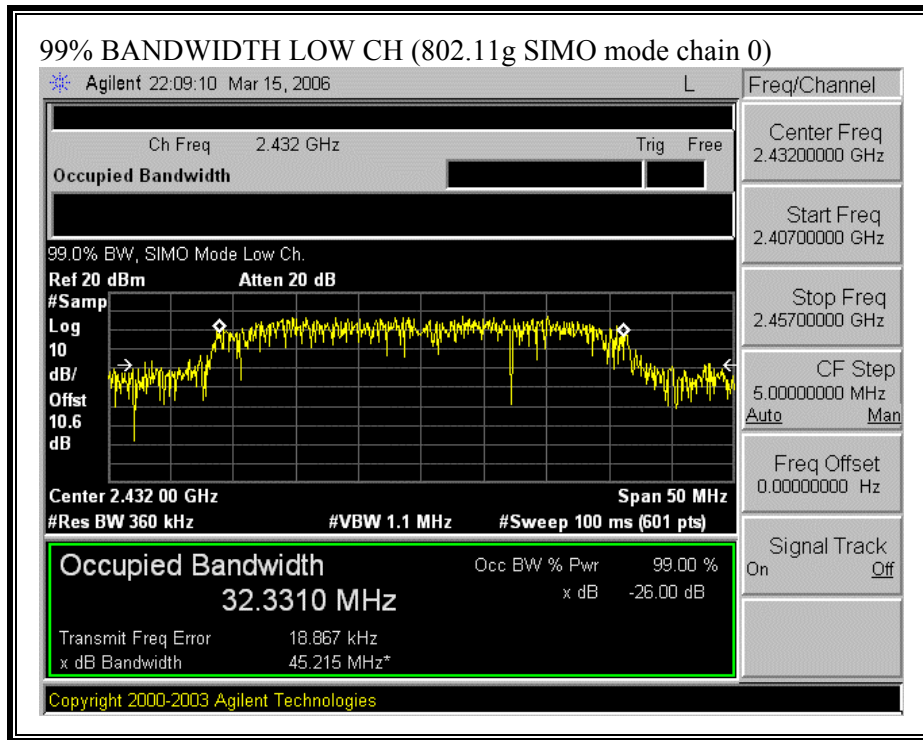 99% BANDWIDTH LOW CH (802.11g SIMO mode chain 0)
Agilent 22:09:10 Mar 15, 2006 L
Freq/Channel
Ch Freq 2.432 GHz Trig Free
Occupied Bandwidth
Center Freq
2.43200000 GHz
Start Freq
2.40700000 GHz
Stop Freq
2.45700000 GHz
CF Step
5.00000000 MHz
Auto Man
Freq Offset
0.00000000 Hz
Signal Track
On Off
99.0% BW, SIMO Mode Low Ch.
Ref 20 dBm Atten 20 dB
#Samp
Log
10
dB/
Offst
10.6
dB
Center 2.432 00 GHz Span 50 MHz
#Res BW 360 kHz #VBW 1.1 MHz #Sweep 100 ms (601 pts)
Occupied Bandwidth
32.3310 MHz
Occ BW % Pwr 99.00 %
x dB -26.00 dB
Transmit Freq Error 18.867 kHz
x dB Bandwidth 45.215 MHz*
Copyright 2000-2003 Agilent Technologies